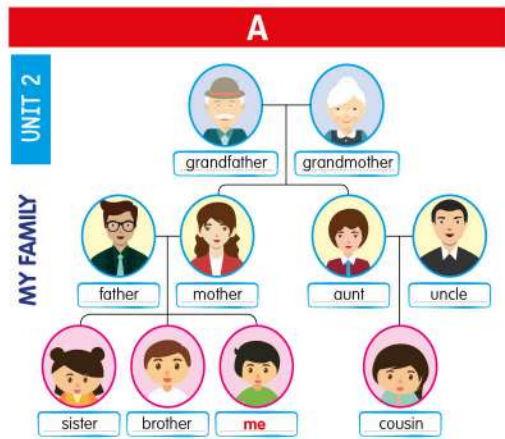 A
UNIT 2
MY FAMILY
grandfather grandmother
father mother aunt uncle
sister brother me cousin